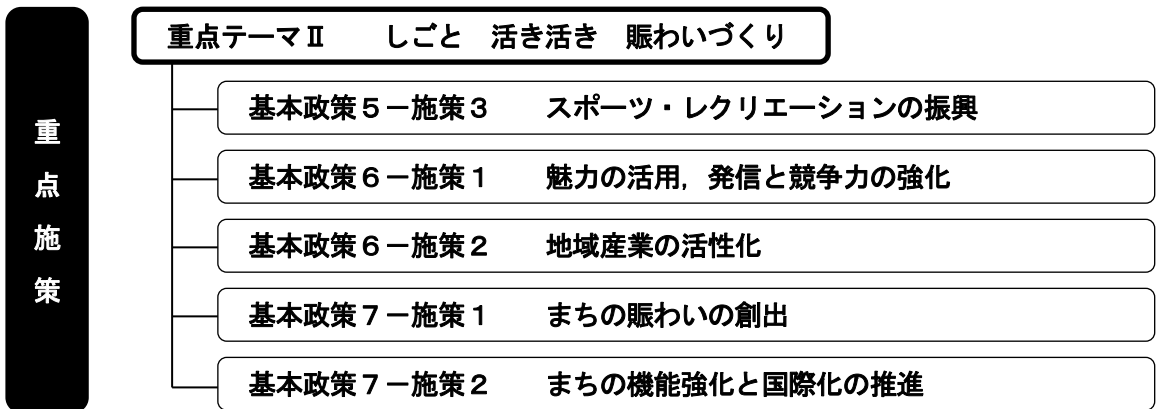 重点施策
重点テーマⅡ　　しごと　活き活き　賑わいづくり
基本政策５－施策３　　スポーツ・レクリエーションの振興
基本政策６－施策１　　魅力の活用，発信と競争力の強化
基本政策６－施策２　　地域産業の活性化
基本政策７－施策１　　まちの賑わいの創出
基本政策７－施策２　　まちの機能強化と国際化の推進